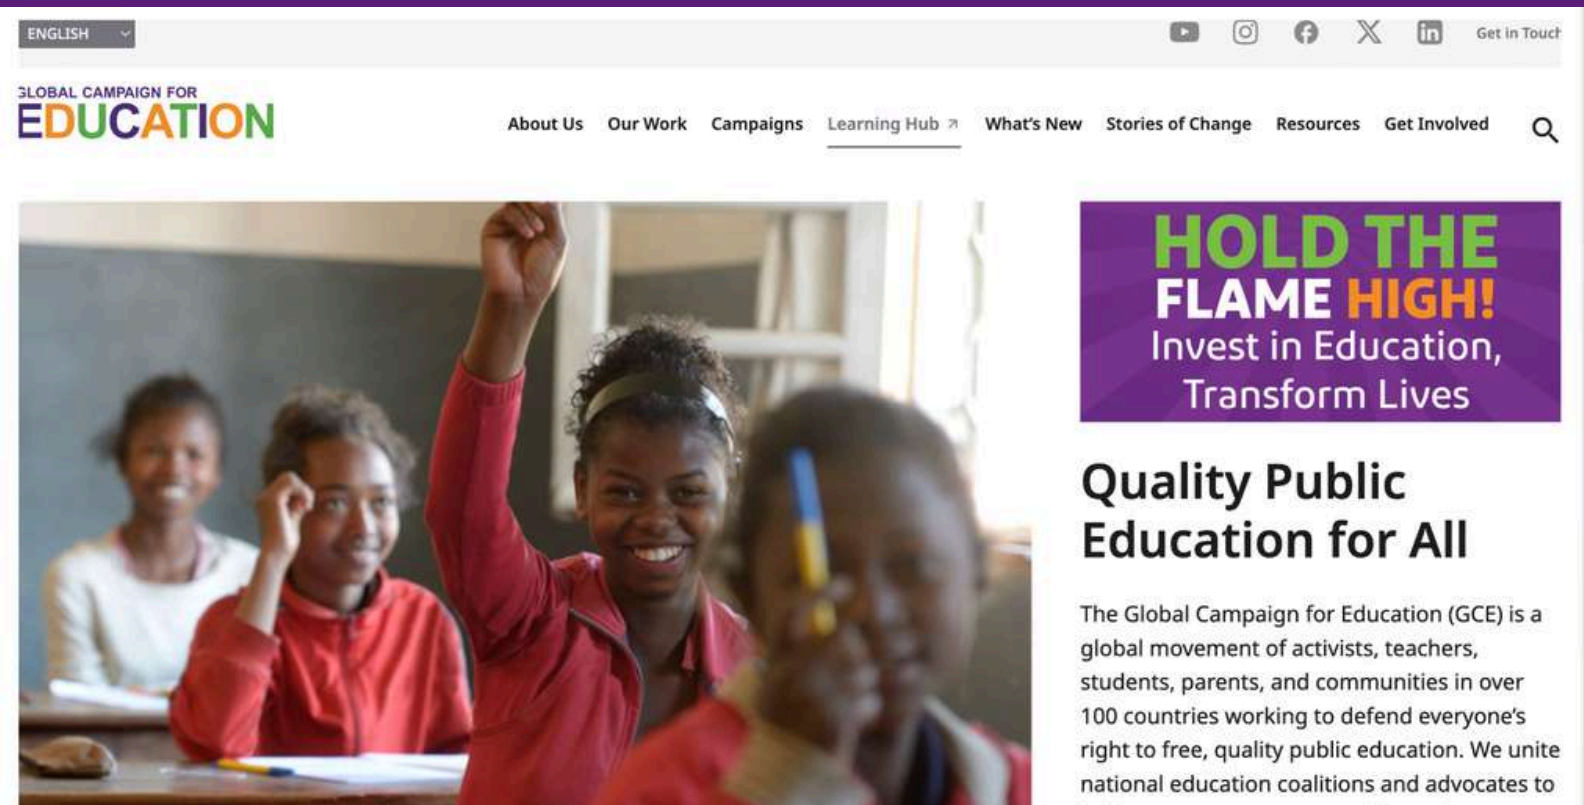 ENGLISH
Get in Touch
GLOBAL CAMPAIGN FOR
EDUCATION
About Us
Our Work
Campaigns
Learning Hub
What's New
Stories of Change
Resources
Get Involved
HOLD THE
FLAME HIGH!
Invest in Education,
Transform Lives
Quality Public
Education for All
The Global Campaign for Education (GCE) is a
global movement of activists, teachers,
students, parents, and communities in over
100 countries working to defend everyone's
right to free, quality public education. We unite
national education coalitions and advocates to